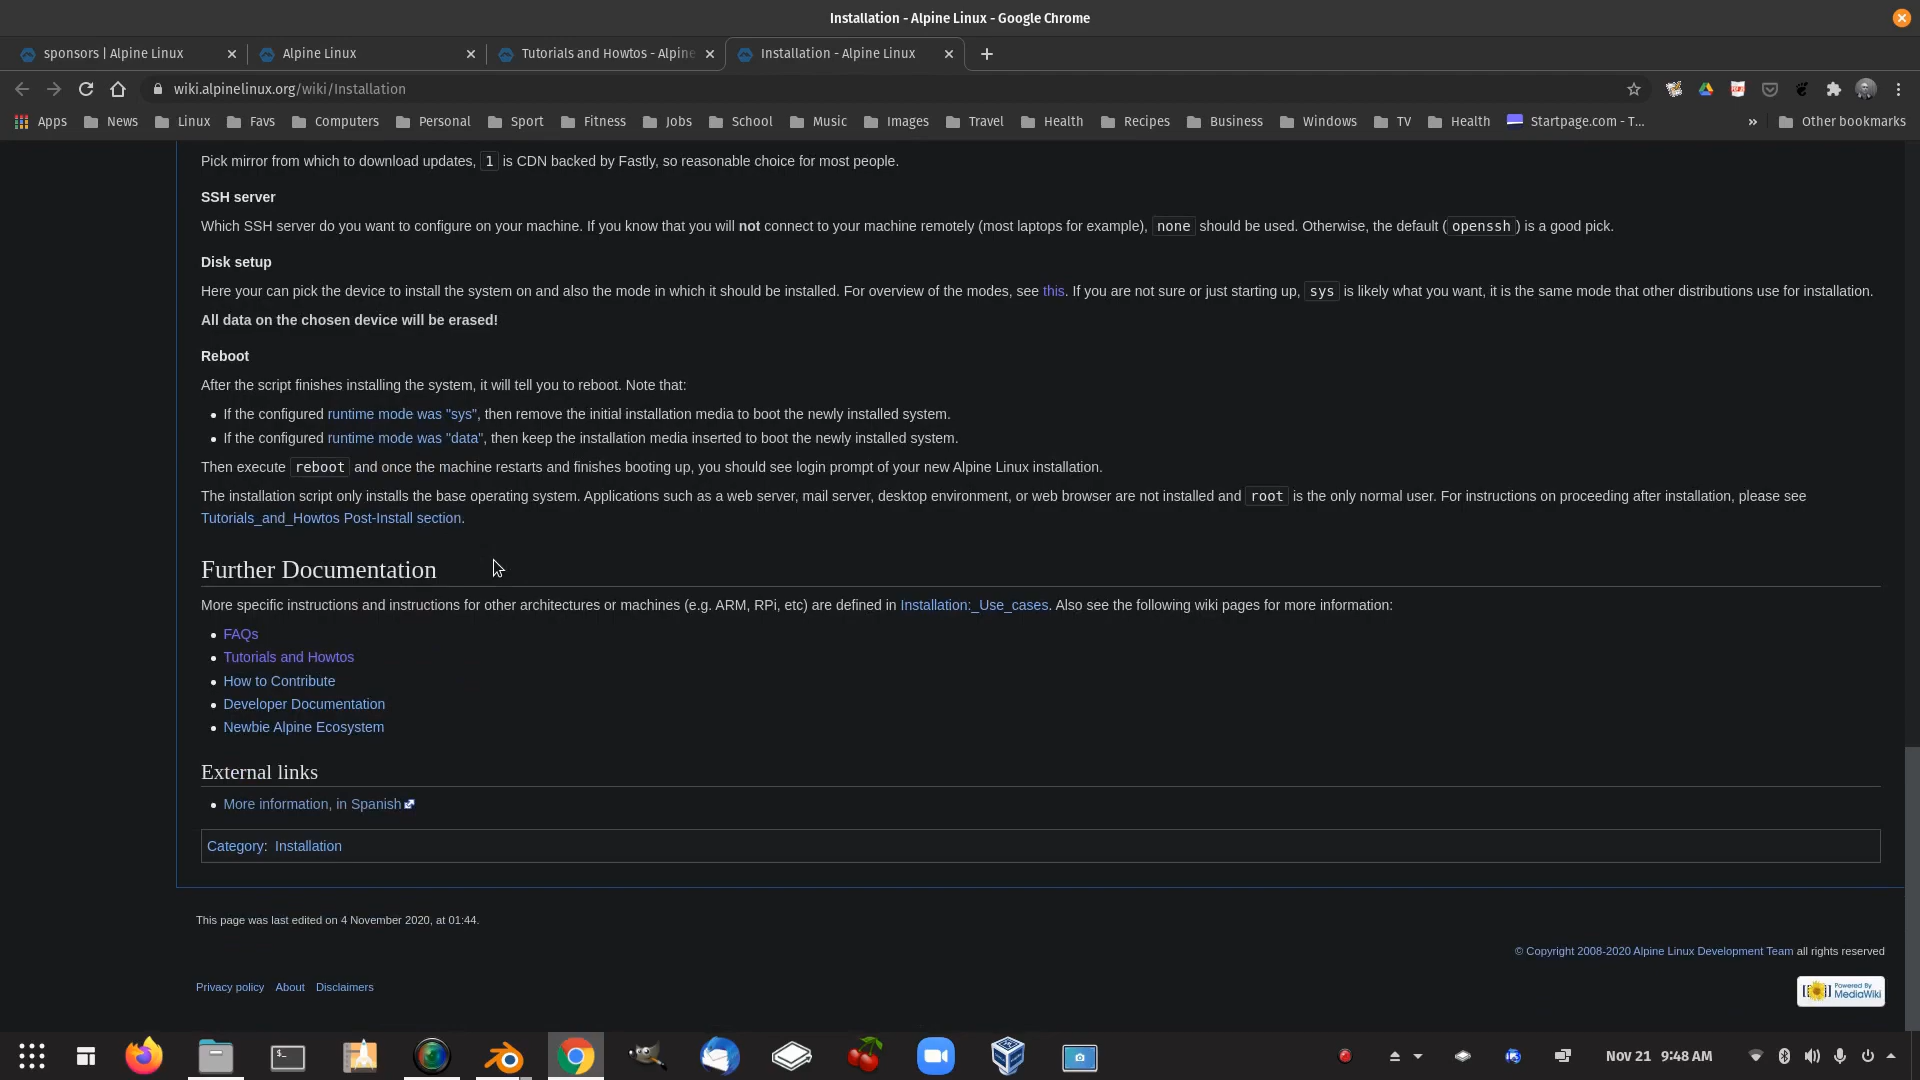 Installation - Alpine Linux - Google Chrome
sponsors | Alpine Linux
Alpine Linux
Tutorials and Howtos - Alpine
Installation - Alpine Linux
wiki.alpinelinux.org/wiki/Installation
Apps News Linux Favs Computers Personal Sport Fitness Jobs School Music Images Travel Health Recipes Business Windows TV Health Startpage.com - T... » Other bookmarks
Pick mirror from which to download updates, 1 is CDN backed by Fastly, so reasonable choice for most people.
SSH server
Which SSH server do you want to configure on your machine. If you know that you will not connect to your machine remotely (most laptops for example), none should be used. Otherwise, the default ( openssh ) is a good pick.
Disk setup
Here your can pick the device to install the system on and also the mode in which it should be installed. For overview of the modes, see this. If you are not sure or just starting up, sys is likely what you want, it is the same mode that other distributions use for installation.
All data on the chosen device will be erased!
Reboot
After the script finishes installing the system, it will tell you to reboot. Note that:
• If the configured runtime mode was "sys", then remove the initial installation media to boot the newly installed system.
• If the configured runtime mode was "data", then keep the installation media inserted to boot the newly installed system.
Then execute reboot and once the machine restarts and finishes booting up, you should see login prompt of your new Alpine Linux installation.
The installation script only installs the base operating system. Applications such as a web server, mail server, desktop environment, or web browser are not installed and root is the only normal user. For instructions on proceeding after installation, please see
Tutorials_and_Howtos Post-Install section.
Further Documentation
More specific instructions and instructions for other architectures or machines (e.g. ARM, RPi, etc) are defined in Installation:_Use_cases. Also see the following wiki pages for more information:
• FAQs
• Tutorials and Howtos
• How to Contribute
• Developer Documentation
• Newbie Alpine Ecosystem
External links
• More information, in Spanish
Category: Installation
This page was last edited on 4 November 2020, at 01:44.
© Copyright 2008-2020 Alpine Linux Development Team all rights reserved
Privacy policy About Disclaimers
Powered By
MediaWiki
Nov 21 9:48 AM